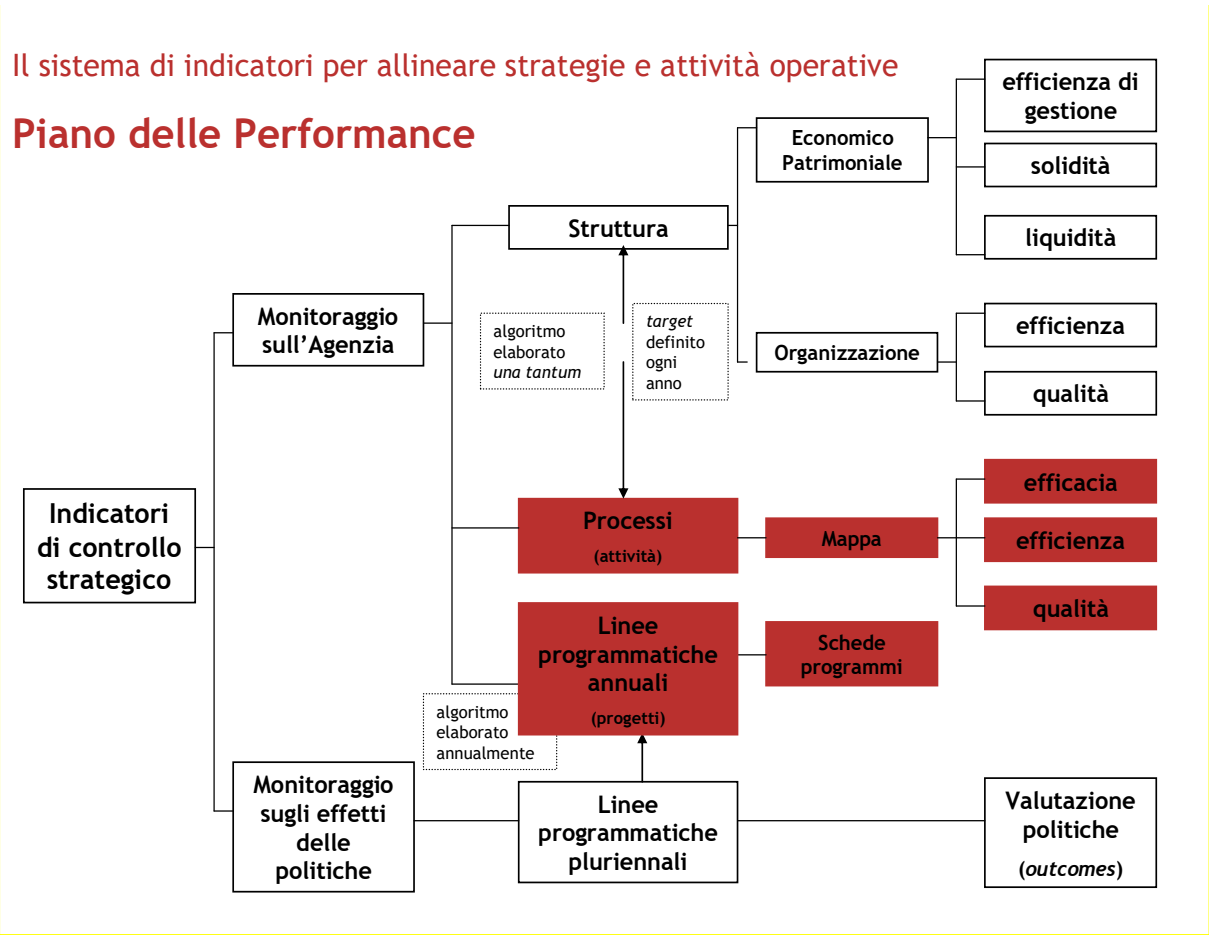 Il sistema di indicatori per allineare strategie e attività operative
Piano delle Performance
Indicatori
di controllo
strategico
Monitoraggio
sull'Agenzia
Struttura
Economico
Patrimoniale
efficienza di
gestione
solidità
liquidità
algoritmo
elaborato
una tantum
target
definito
ogni
anno
Organizzazione
efficienza
qualità
Processi
(attività)
Mappa
efficacia
efficienza
qualità
Linee
programmatiche
annuali
(progetti)
Schede
programmi
algoritmo
elaborato
annualmente
Monitoraggio
sugli effetti
delle
politiche
Linee
programmatiche
pluriennali
Valutazione
politiche
(outcomes)